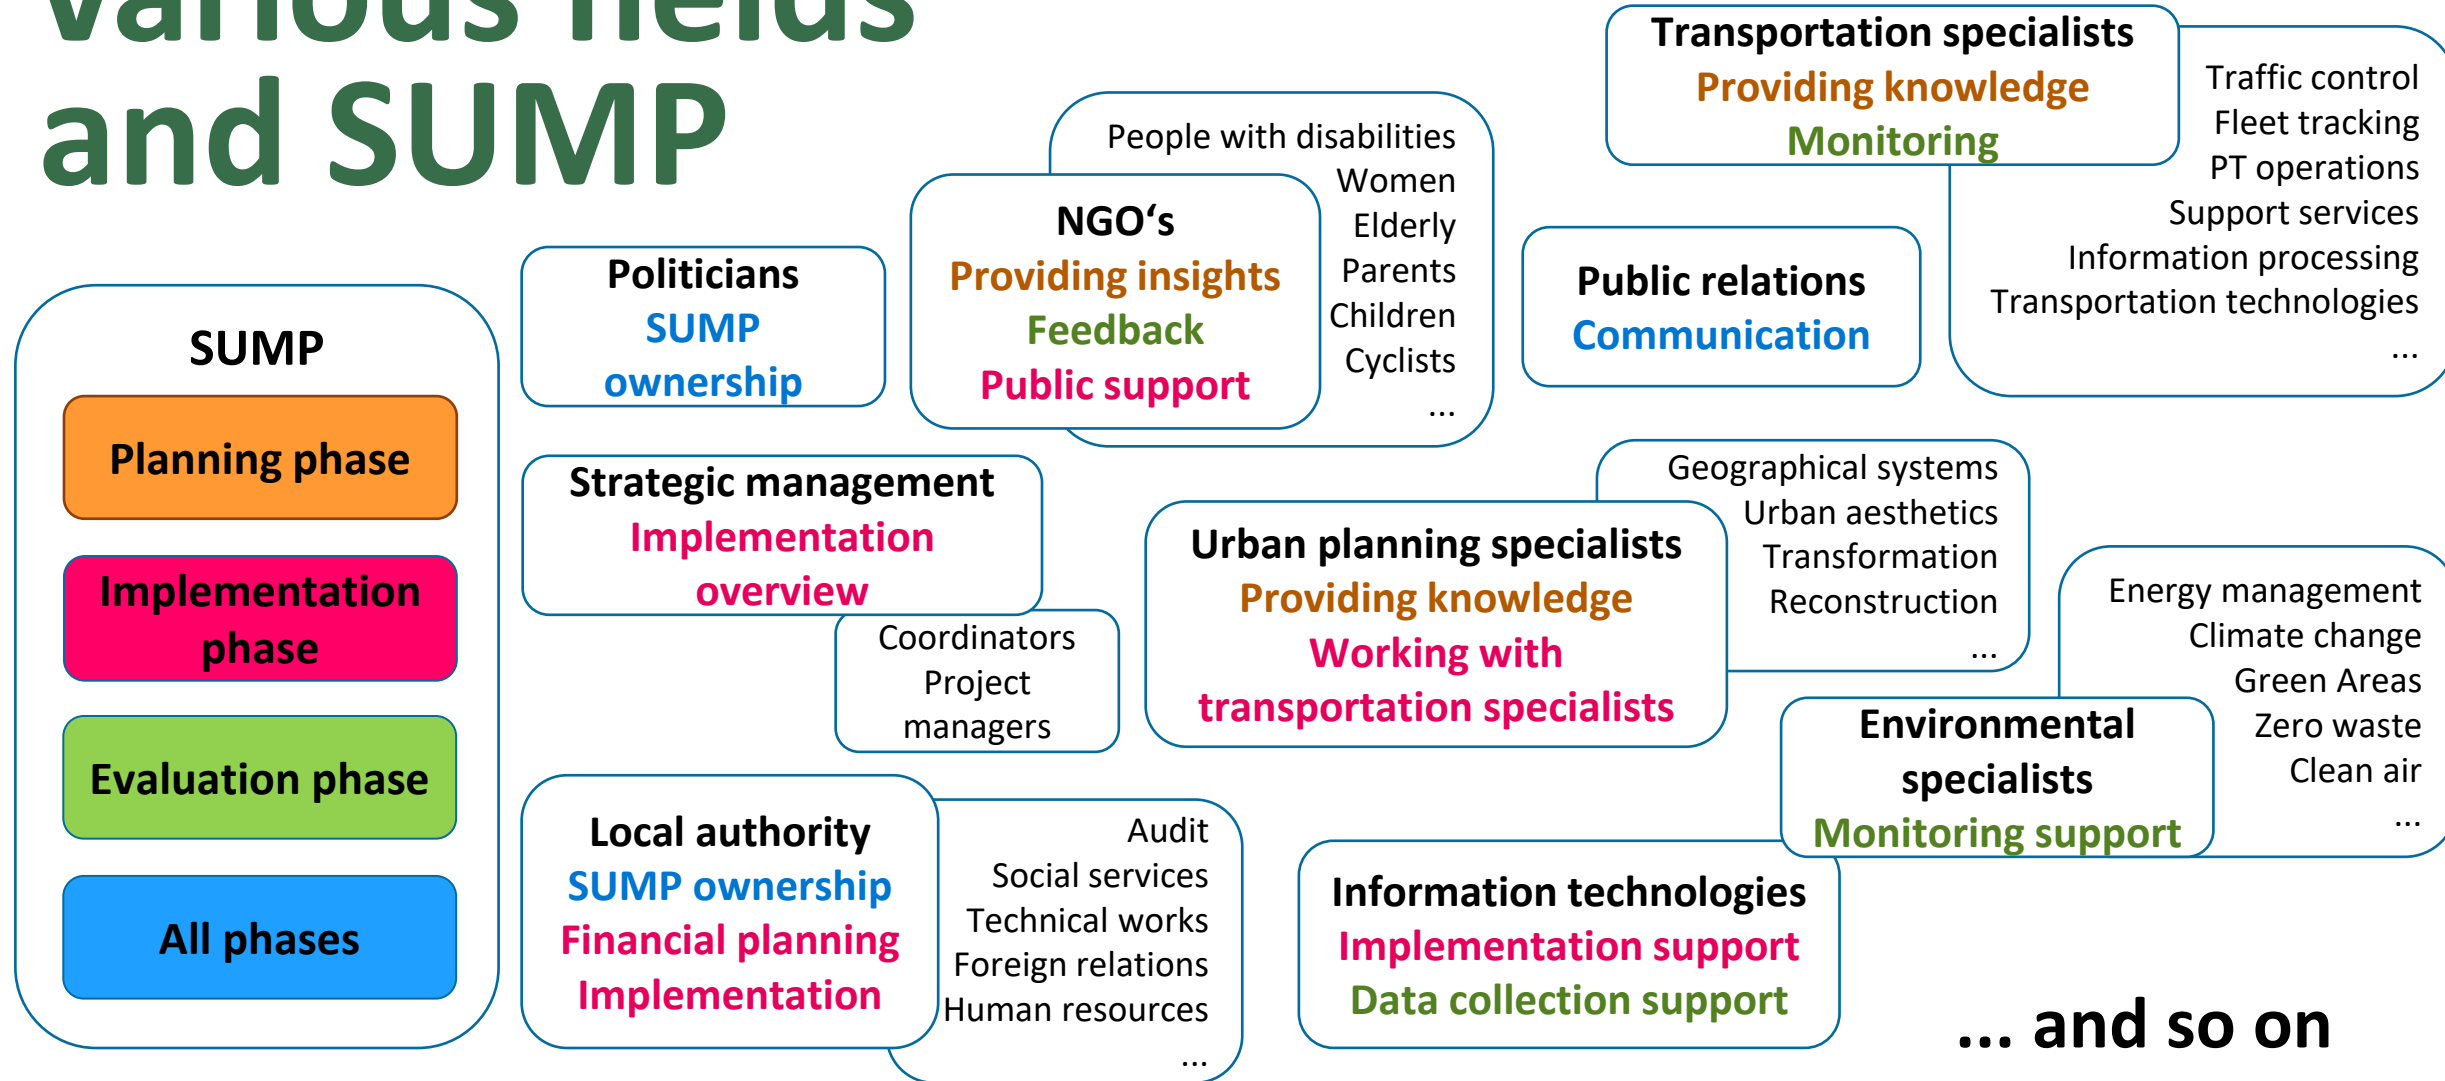 various fields
and SUMP
SUMP
Planning phase
Implementation
phase
Evaluation phase
All phases
Politicians
SUMP
ownership
NGO‘s
Providing insights
Feedback
Public support
People with disabilities
Women
Elderly
Parents
Children
Cyclists
...
Public relations
Communication
Transportation specialists
Providing knowledge
Monitoring
Traffic control
Fleet tracking
PT operations
Support services
Information processing
Transportation technologies
...
Strategic management
Implementation
overview
Coordinators
Project
managers
Urban planning specialists
Providing knowledge
Working with
transportation specialists
Geographical systems
Urban aesthetics
Transformation
Reconstruction
...
Environmental
specialists
Monitoring support
Energy management
Climate change
Green Areas
Zero waste
Clean air
...
Local authority
SUMP ownership
Financial planning
Implementation
Audit
Social services
Technical works
Foreign relations
Human resources
...
Information technologies
Implementation support
Data collection support
... and so on